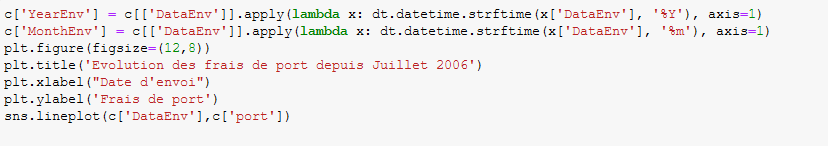 c['YearEnv'] = c[['DataEnv']].apply(lambda x: dt.datetime.strftime(x['DataEnv'], '%Y'), axis=1)
c['MonthEnv'] = c[['DataEnv']].apply(lambda x: dt.datetime.strftime(x['DataEnv'], '%m'), axis=1)
plt.figure(figsize=(12,8))
plt.title('Evolution des frais de port depuis Juillet 2006')
plt.xlabel("Date d'envoi")
plt.ylabel('Frais de port')
sns.lineplot(c['DataEnv'],c['port'])